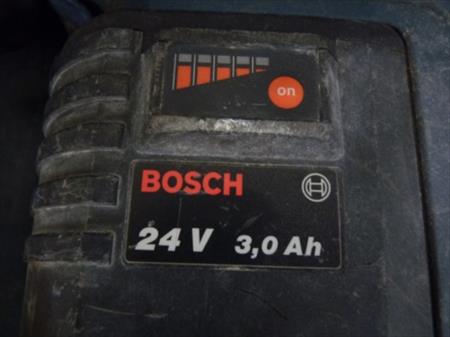 on
BOSCH
24 V 3,0 Ah